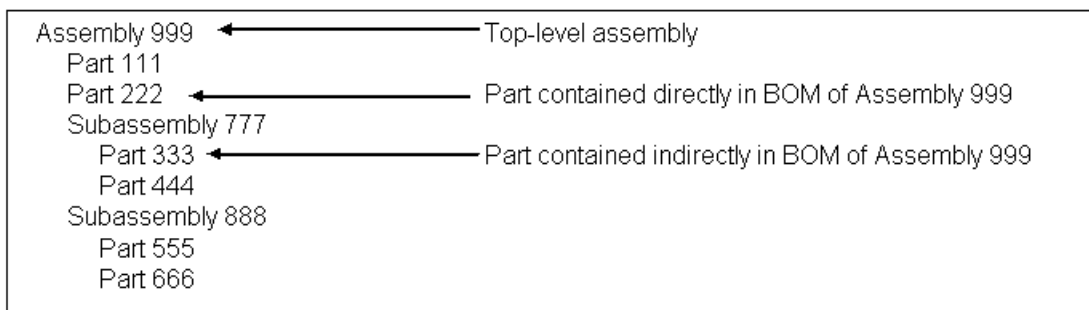 Assembly 999 Top-level assembly
Part 111
Part 222 Part contained directly in BOM of Assembly 999
Subassembly 777
Part 333 Part contained indirectly in BOM of Assembly 999
Part 444
Subassembly 888
Part 555
Part 666